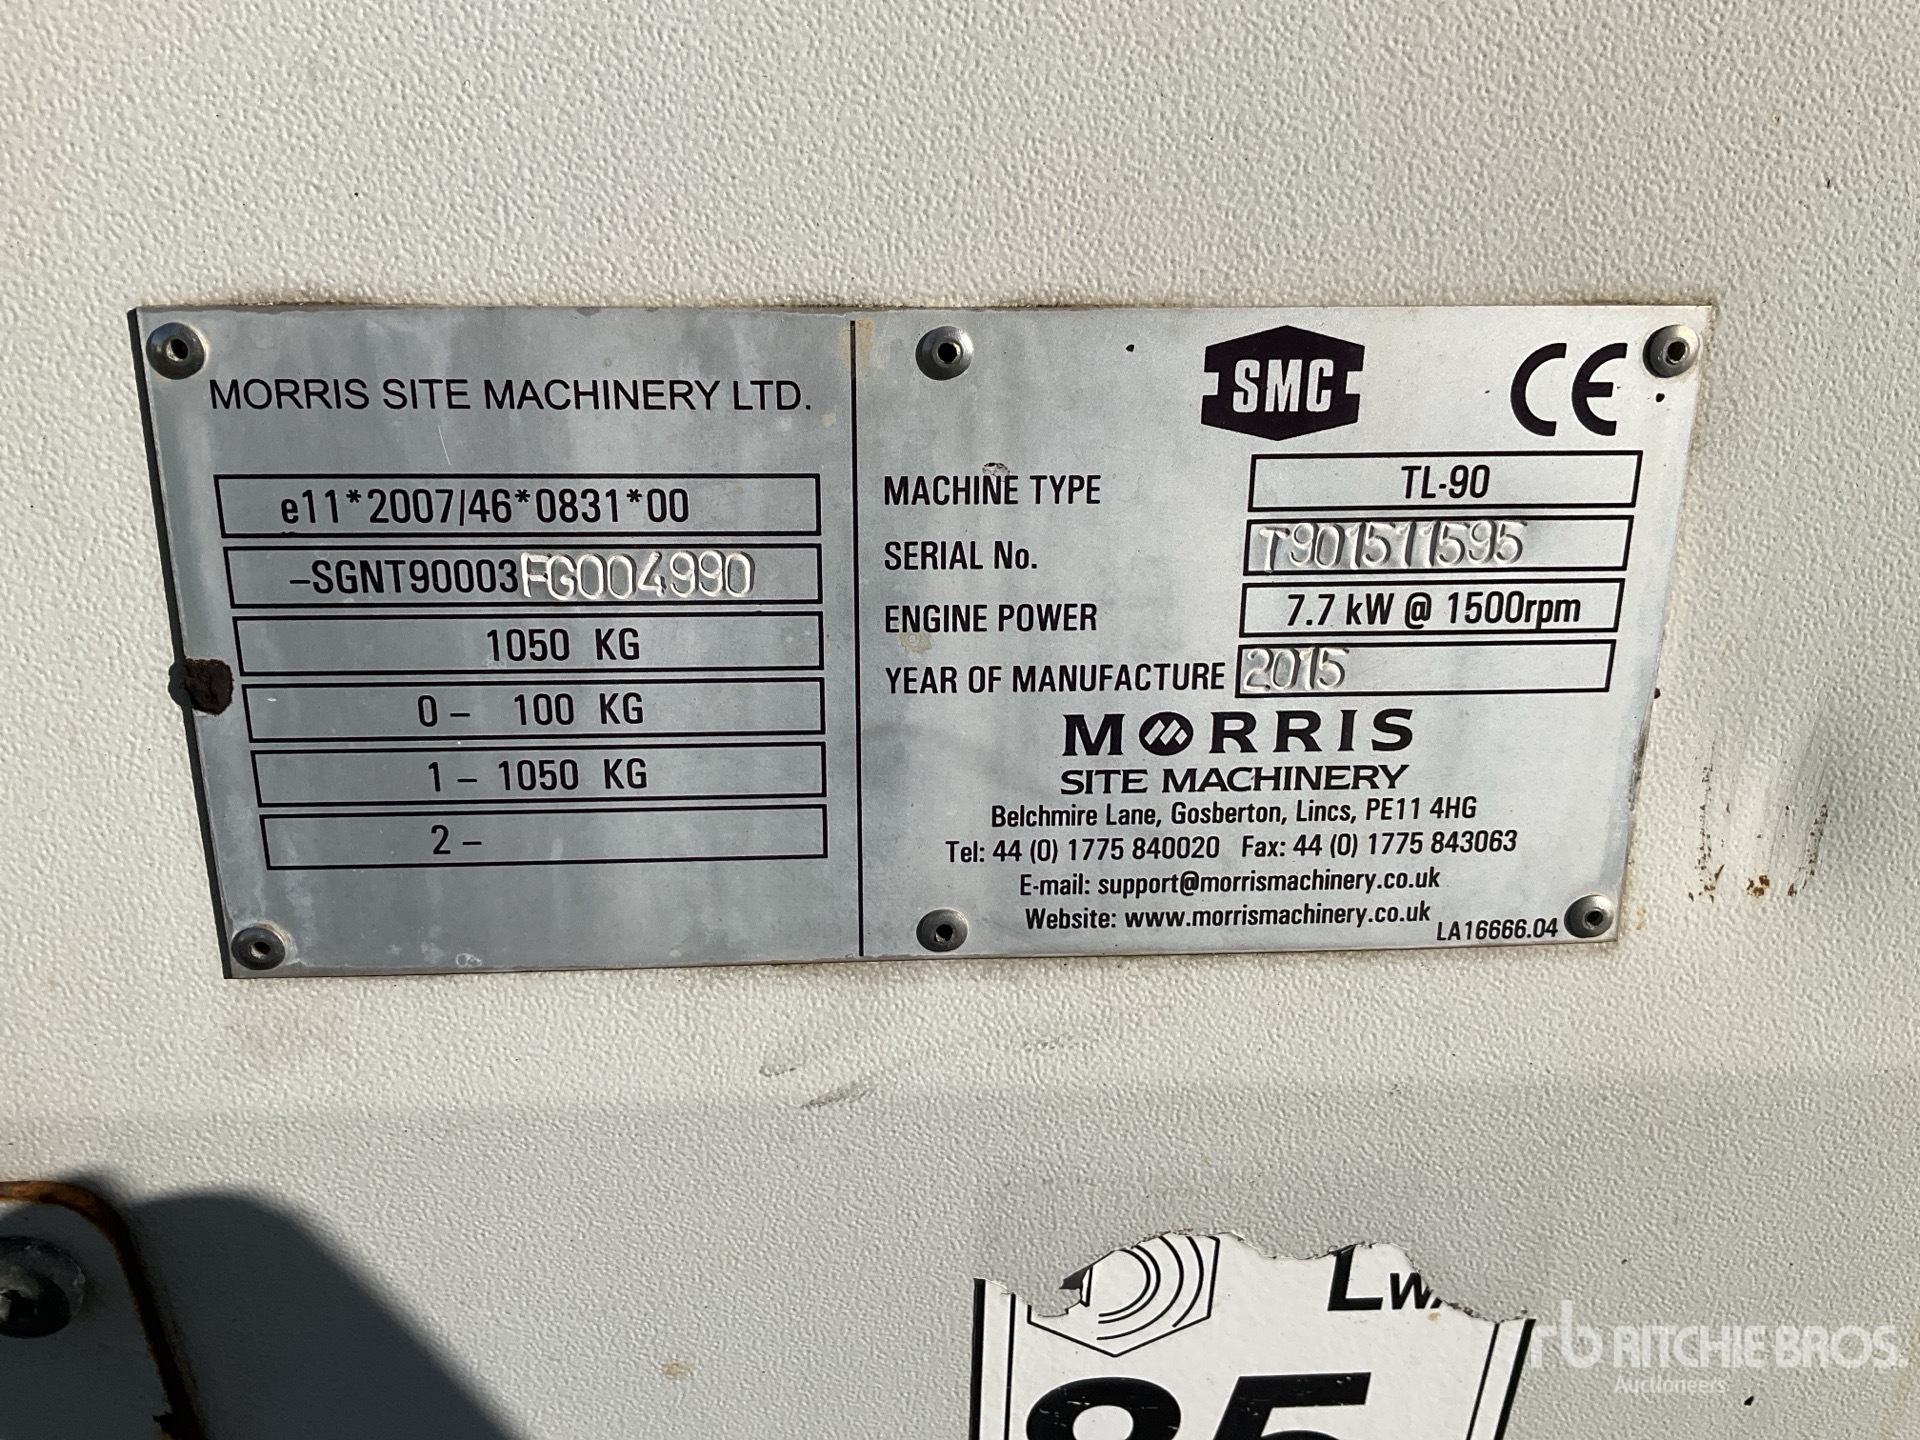 MORRIS SITE MACHINERY LTD.
e11*2007/46*0831*00
-SGNT90003FG004990
1050 KG
0 - 100 KG
1 - 1050 KG
2 -
SMC CE
MACHINE TYPE TL-90
SERIAL No. T901511595
ENGINE POWER 7.7 kW @ 1500rpm
YEAR OF MANUFACTURE 2015
MORRIS
SITE MACHINERY
Belchmire Lane, Gosberton, Lincs, PE11 4HG
Tel: 44 (0) 1775 840020 Fax: 44 (0) 1775 843063
E-mail: support@morrismachinery.co.uk
Website: www.morrismachinery.co.uk
LA16666.04
85
rb RITCHIE BROS.
Auctioneers